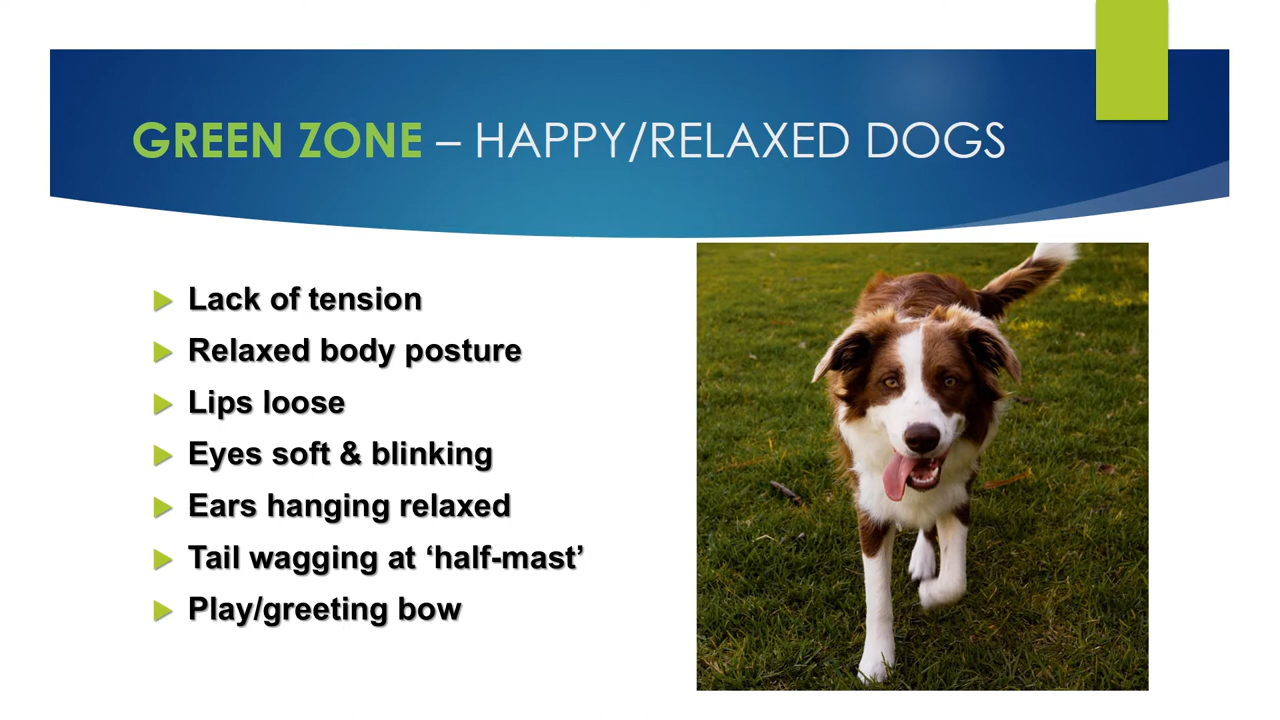 GREEN ZONE – HAPPY/RELAXED DOGS
Lack of tension
Relaxed body posture
Lips loose
Eyes soft & blinking
Ears hanging relaxed
Tail wagging at ‘half-mast’
Play/greeting bow